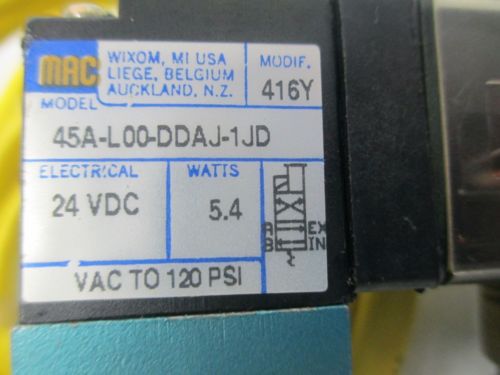 MAC
WIXOM, MI USA
LIEGE, BELGIUM
AUCKLAND, N.Z.
MODIF.
416Y
MODEL
45A-L00-DDAJ-1JD
ELECTRICAL
24 VDC
WATTS
5.4
A EX
B IN
VAC TO 120 PSI